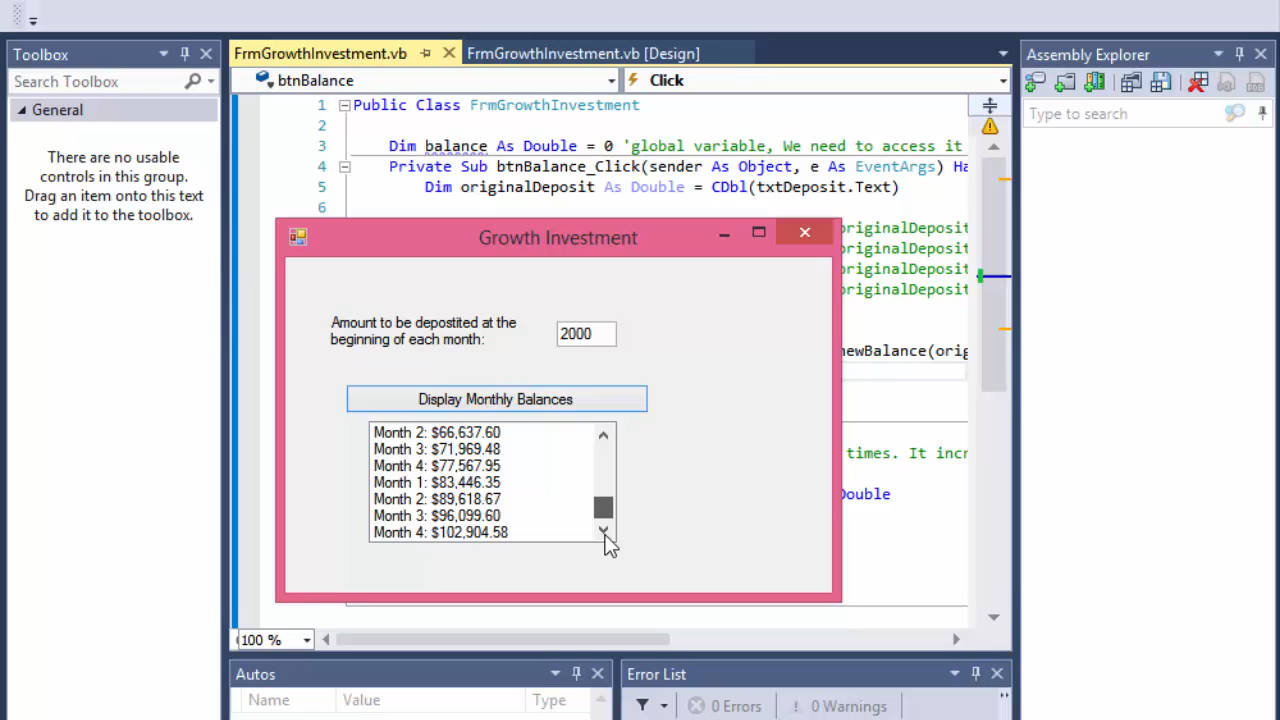 Toolbox
Search Toolbox
General
There are no usable
controls in this group.
Drag an item onto this text
to add it to the toolbox.
FrmGrowthInvestment.vb
FrmGrowthInvestment.vb [Design]
btnBalance
Click
1 Public Class FrmGrowthInvestment
2
3 Dim balance As Double = 0 'global variable, We need to access it
4 Private Sub btnBalance_Click(sender As Object, e As EventArgs) Ha
5 Dim originalDeposit As Double = CDbl(txtDeposit.Text)
6
originalDeposit
originalDeposit
originalDeposit
originalDeposit
newBalance(orig
times. It incr
Double
Growth Investment
Amount to be depostited at the
beginning of each month:
2000
Display Monthly Balances
Month 2: $66,637.60
Month 3: $71,969.48
Month 4: $77,567.95
Month 1: $83,446.35
Month 2: $89,618.67
Month 3: $96,099.60
Month 4: $102,904.58
100 %
Autos
Name
Value
Type
Error List
0 Errors
0 Warnings
Assembly Explorer
Type to search